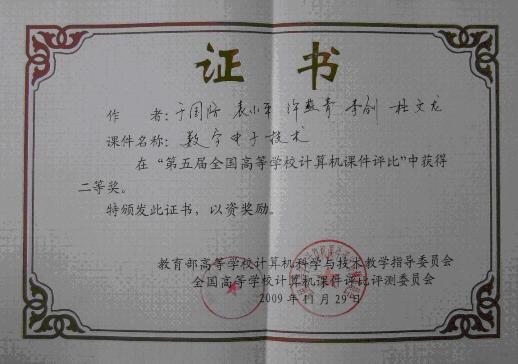 证 书
作 者：于国防 袁小平 许燕青 李剑 杜文龙
课件名称：数字电子技术
在“第五届全国高等学校计算机课件评比”中获得
二等奖。
特颁发此证书，以资奖励。
教育部高等学校计算机科学与技术教学指导委员会
全国高等学校计算机课件评比评测委员会
2009年11月29日